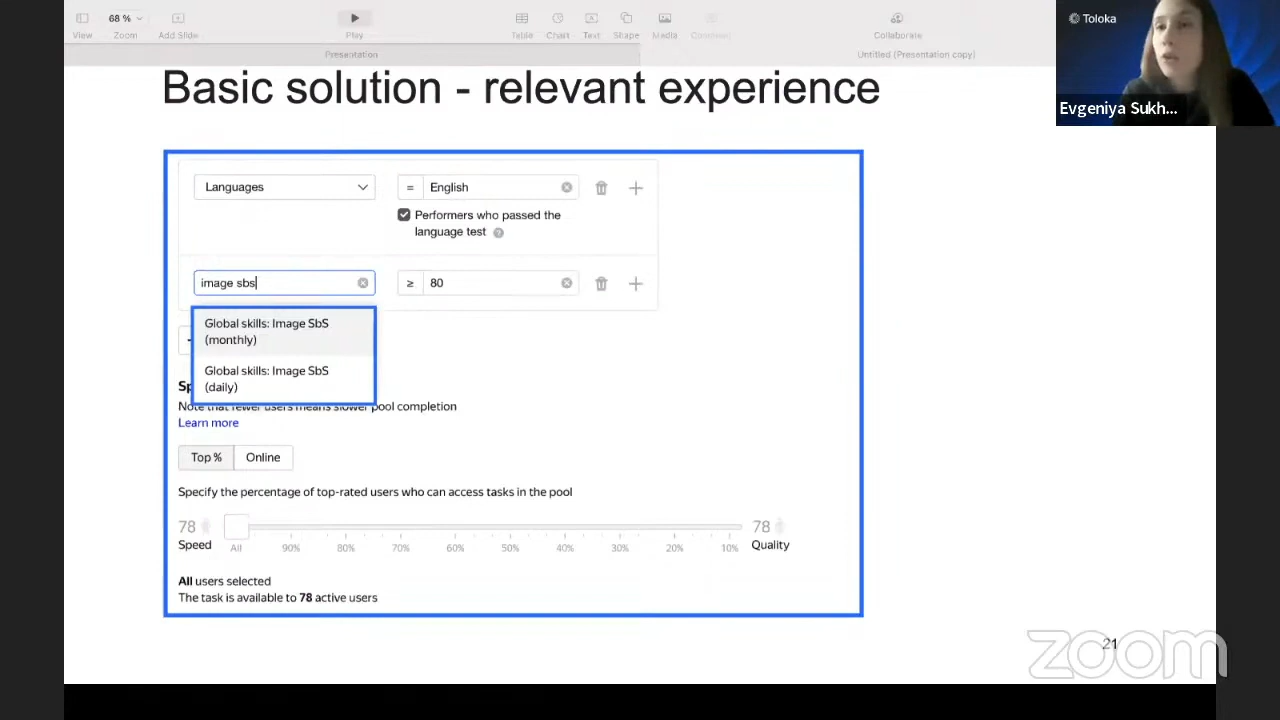 68 %
View
Zoom
Add Slide
Play
Table
Chart
Text
Shape
Media
Comment
Collaborate
Presentation
Untitled (Presentation copy)
Toloka
Evgeniya Sukh...
Basic solution - relevant experience
Languages
= English
Performers who passed the
language test ?
image sbs
≥ 80
Global skills: Image SbS
(monthly)
Global skills: Image SbS
(daily)
Note that fewer users means slower pool completion
Learn more
Top %
Online
Specify the percentage of top-rated users who can access tasks in the pool
78
78
Speed
All
90%
80%
70%
60%
50%
40%
30%
20%
10%
Quality
All users selected
The task is available to 78 active users
21
zoom